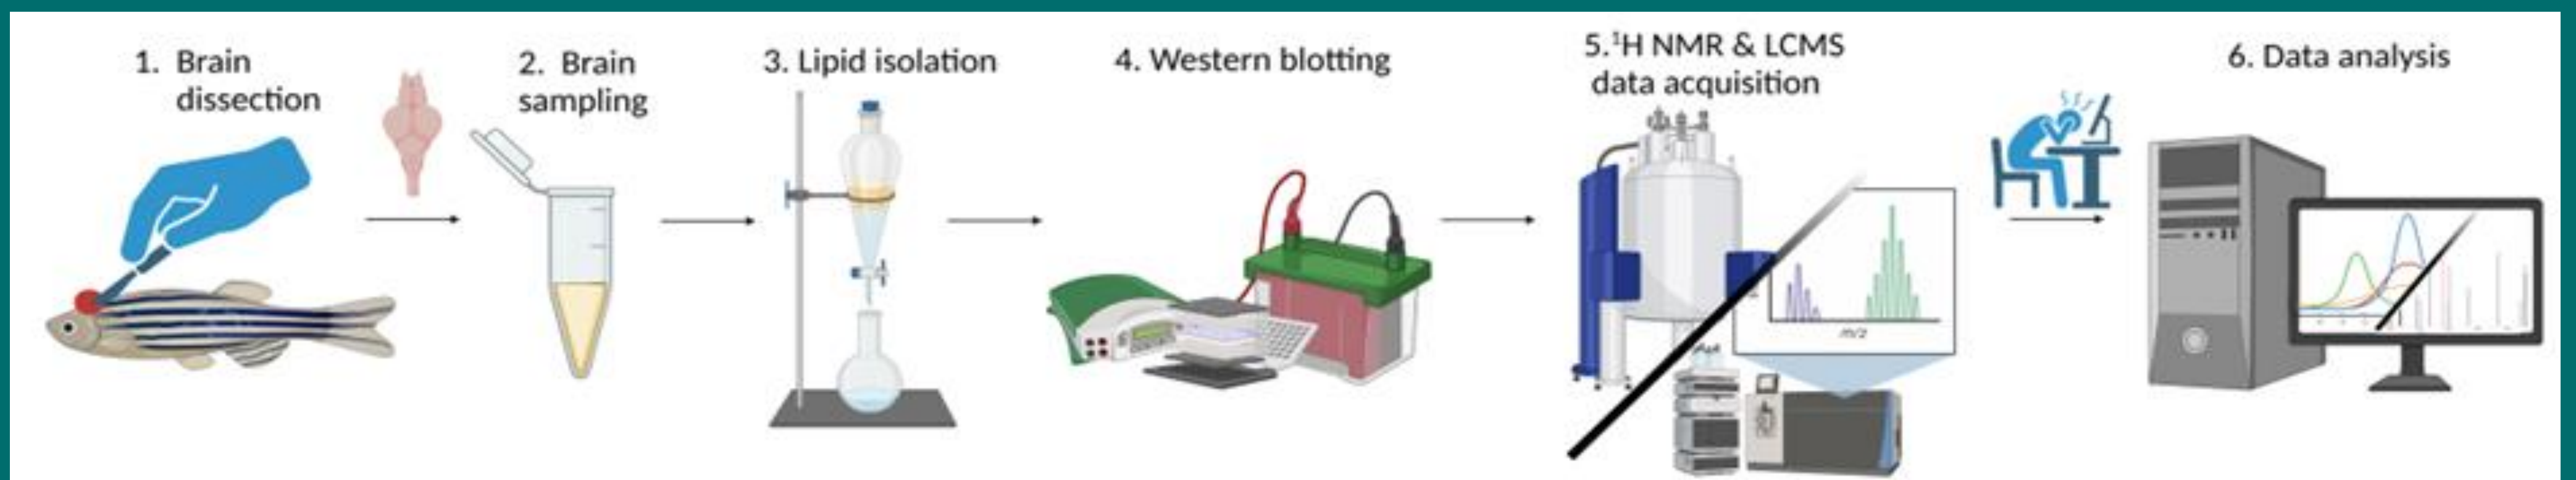 1. Brain
dissection
2. Brain
sampling
3. Lipid isolation
4. Western blotting
5.¹H NMR & LCMS
data acquisition
m/z
6. Data analysis